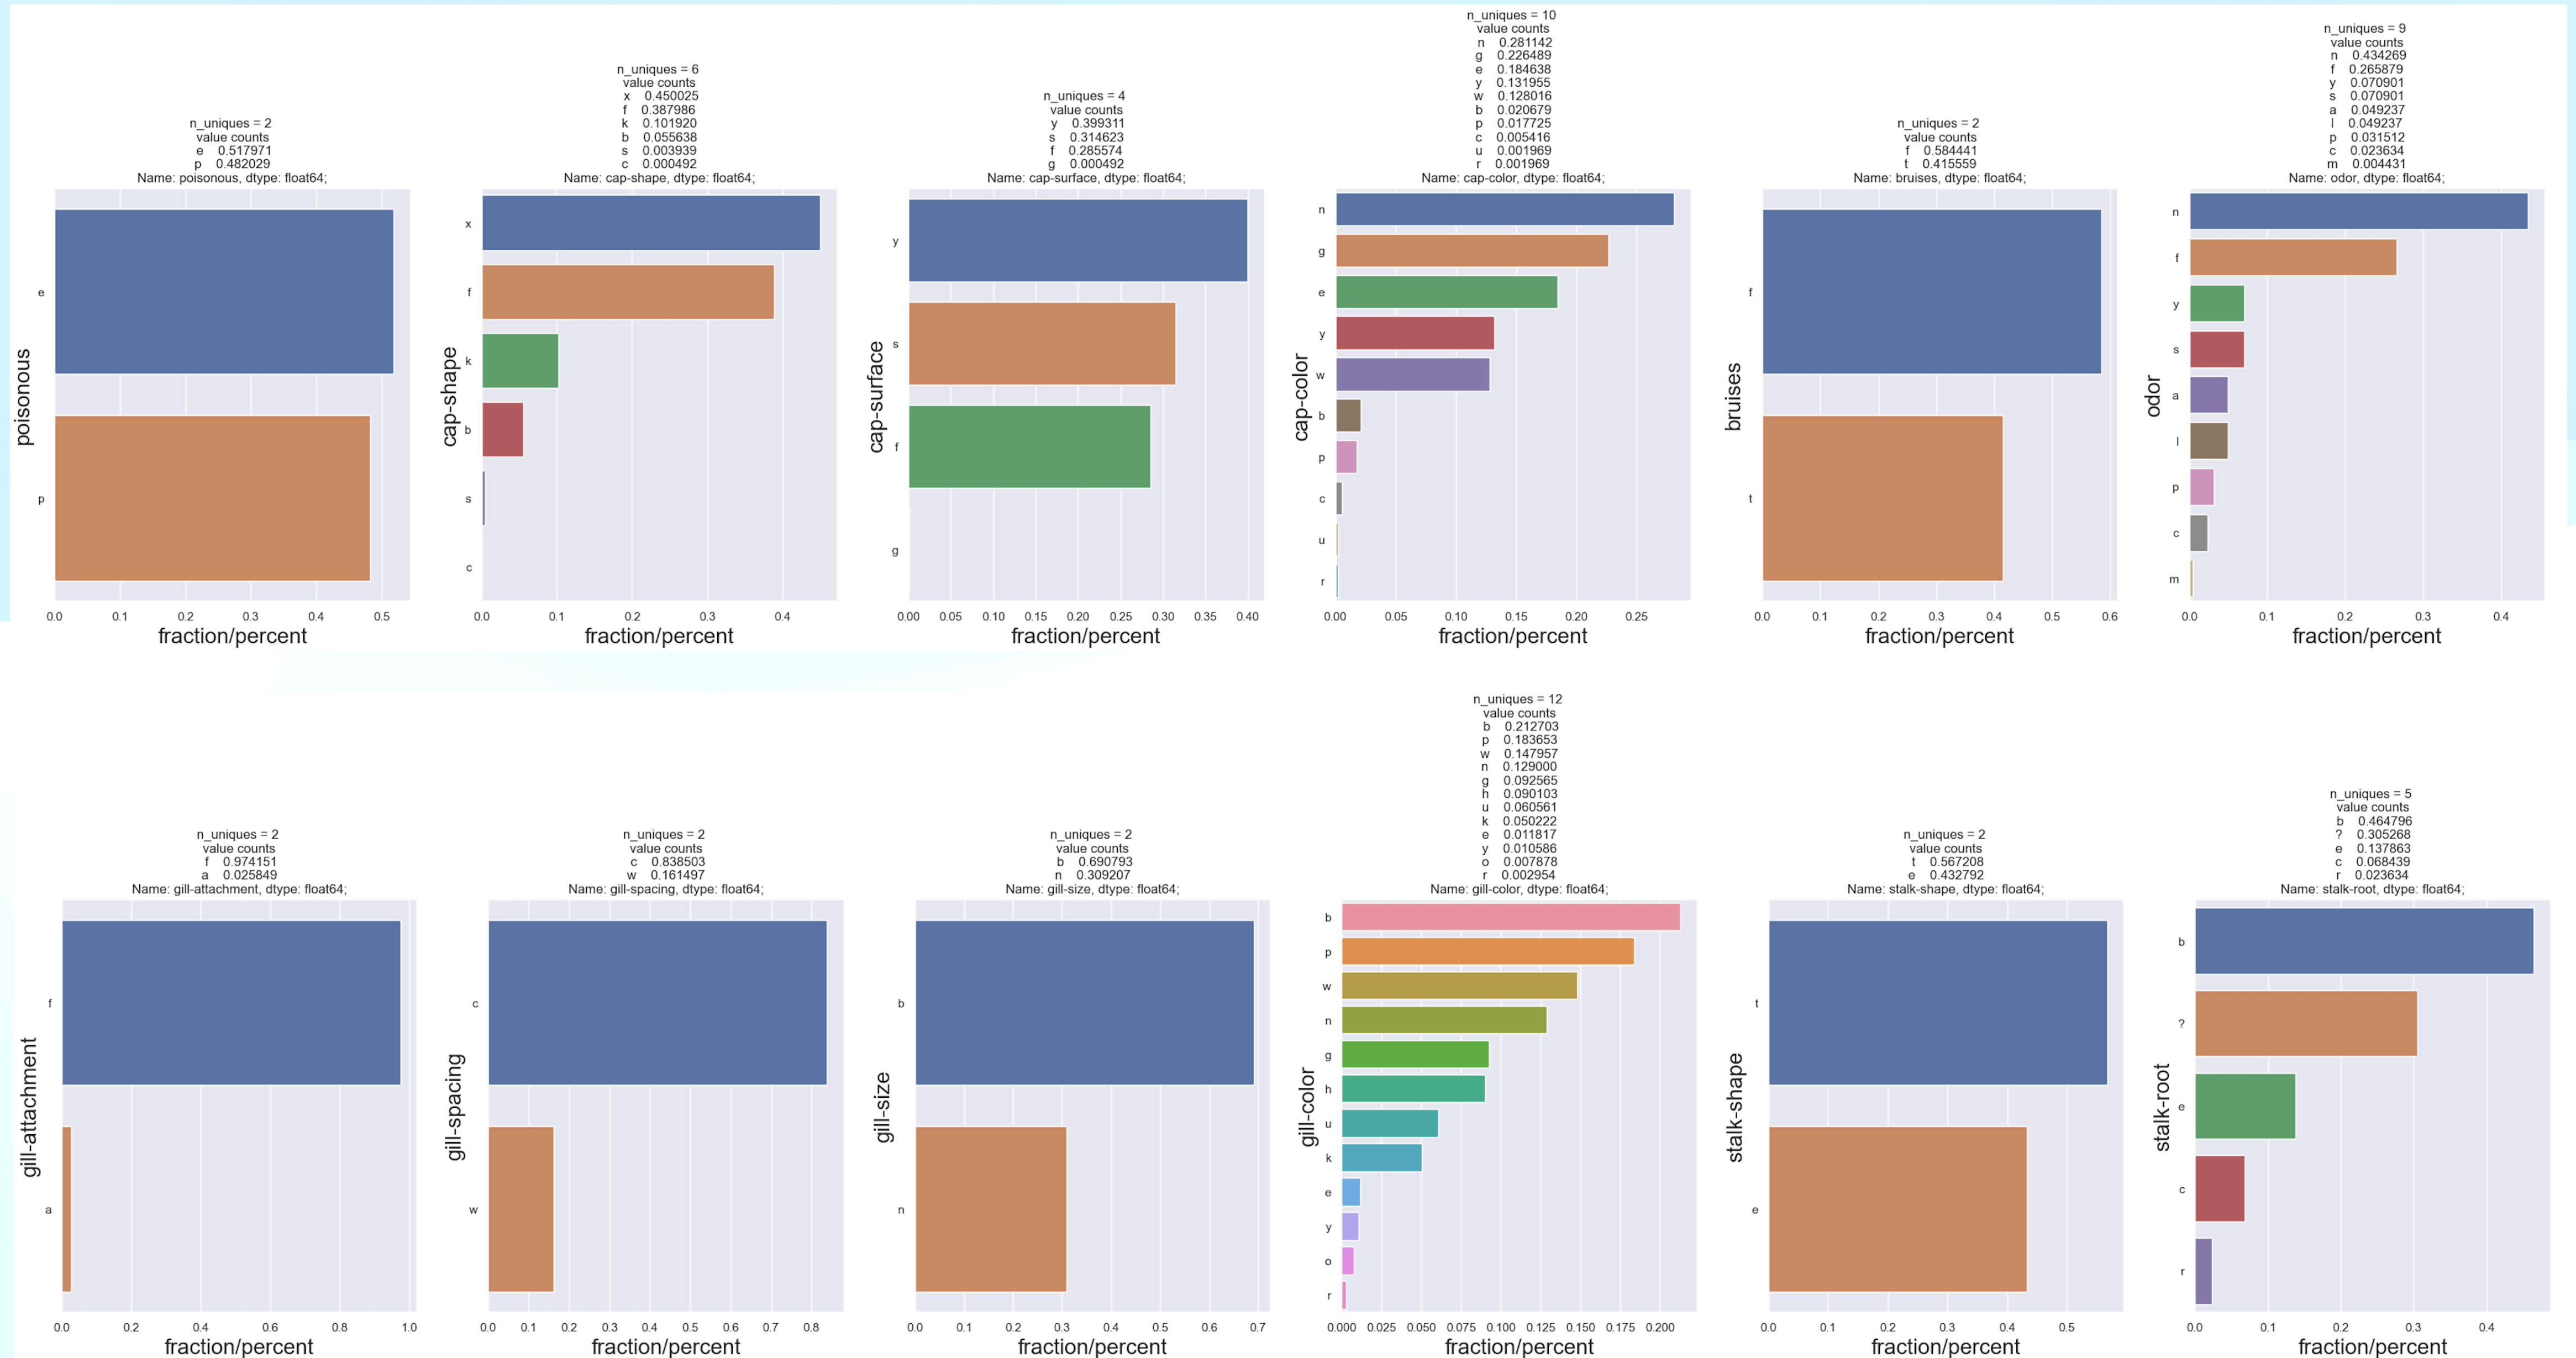 n_uniques = 2
value counts
e 0.517971
p 0.482029
Name: poisonous, dtype: float64;
poisonous
e
p
0.0 0.1 0.2 0.3 0.4 0.5
fraction/percent
n_uniques = 6
value counts
x 0.450025
f 0.387986
k 0.101920
b 0.055638
s 0.003939
c 0.000492
Name: cap-shape, dtype: float64;
cap-shape
x
f
k
b
s
c
0.0 0.1 0.2 0.3 0.4
fraction/percent
n_uniques = 4
value counts
y 0.399311
s 0.314623
f 0.285574
g 0.000492
Name: cap-surface, dtype: float64;
cap-surface
y
s
f
g
0.00 0.05 0.10 0.15 0.20 0.25 0.30 0.35 0.40
fraction/percent
n_uniques = 10
value counts
n 0.281142
g 0.226489
e 0.184638
y 0.131955
w 0.128016
b 0.020679
p 0.017725
c 0.005416
u 0.001969
r 0.001969
Name: cap-color, dtype: float64;
cap-color
n
g
e
y
w
b
p
c
u
r
0.00 0.05 0.10 0.15 0.20 0.25
fraction/percent
n_uniques = 2
value counts
f 0.584441
t 0.415559
Name: bruises, dtype: float64;
bruises
f
t
0.0 0.1 0.2 0.3 0.4 0.5 0.6
fraction/percent
n_uniques = 9
value counts
n 0.434269
f 0.265879
y 0.070901
s 0.070901
a 0.049237
l 0.049237
p 0.031512
c 0.023634
m 0.004431
Name: odor, dtype: float64;
odor
n
f
y
s
a
l
p
c
m
0.0 0.1 0.2 0.3 0.4
fraction/percent
n_uniques = 2
value counts
f 0.974151
a 0.025849
Name: gill-attachment, dtype: float64;
gill-attachment
f
a
0.0 0.2 0.4 0.6 0.8 1.0
fraction/percent
n_uniques = 2
value counts
c 0.838503
w 0.161497
Name: gill-spacing, dtype: float64;
gill-spacing
c
w
0.0 0.1 0.2 0.3 0.4 0.5 0.6 0.7 0.8
fraction/percent
n_uniques = 2
value counts
b 0.690793
n 0.309207
Name: gill-size, dtype: float64;
gill-size
b
n
0.0 0.1 0.2 0.3 0.4 0.5 0.6 0.7
fraction/percent
n_uniques = 12
value counts
b 0.212703
p 0.183653
w 0.147957
n 0.129000
g 0.092565
h 0.090103
u 0.060561
k 0.050222
e 0.011817
y 0.010586
o 0.007878
r 0.002954
Name: gill-color, dtype: float64;
gill-color
b
p
w
n
g
h
u
k
e
y
o
r
0.000 0.025 0.050 0.075 0.100 0.125 0.150 0.175 0.200
fraction/percent
n_uniques = 2
value counts
t 0.567208
e 0.432792
Name: stalk-shape, dtype: float64;
stalk-shape
t
e
0.0 0.1 0.2 0.3 0.4 0.5
fraction/percent
n_uniques = 5
value counts
b 0.464796
? 0.305268
e 0.137863
c 0.068439
r 0.023634
Name: stalk-root, dtype: float64;
stalk-root
b
?
e
c
r
0.0 0.1 0.2 0.3 0.4
fraction/percent